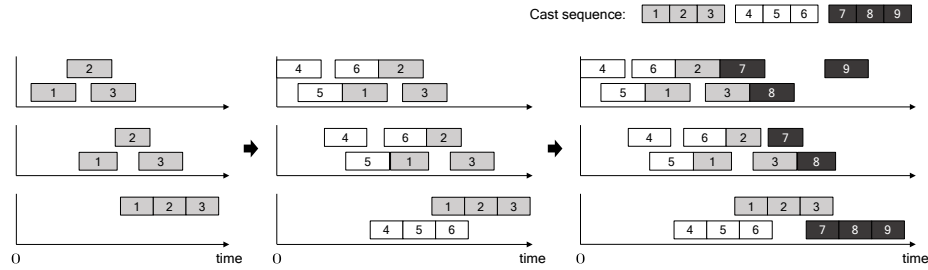 Cast sequence: 1 2 3 4 5 6 7 8 9
2 4 6 2 4 6 2 7 9
1 3 5 1 3 5 1 3 8
2 4 6 2 4 6 2 7
1 3 5 1 3 5 1 3 8
1 2 3 1 2 3 1 2 3
4 5 6 4 5 6 7 8 9
0 time 0 time 0 time